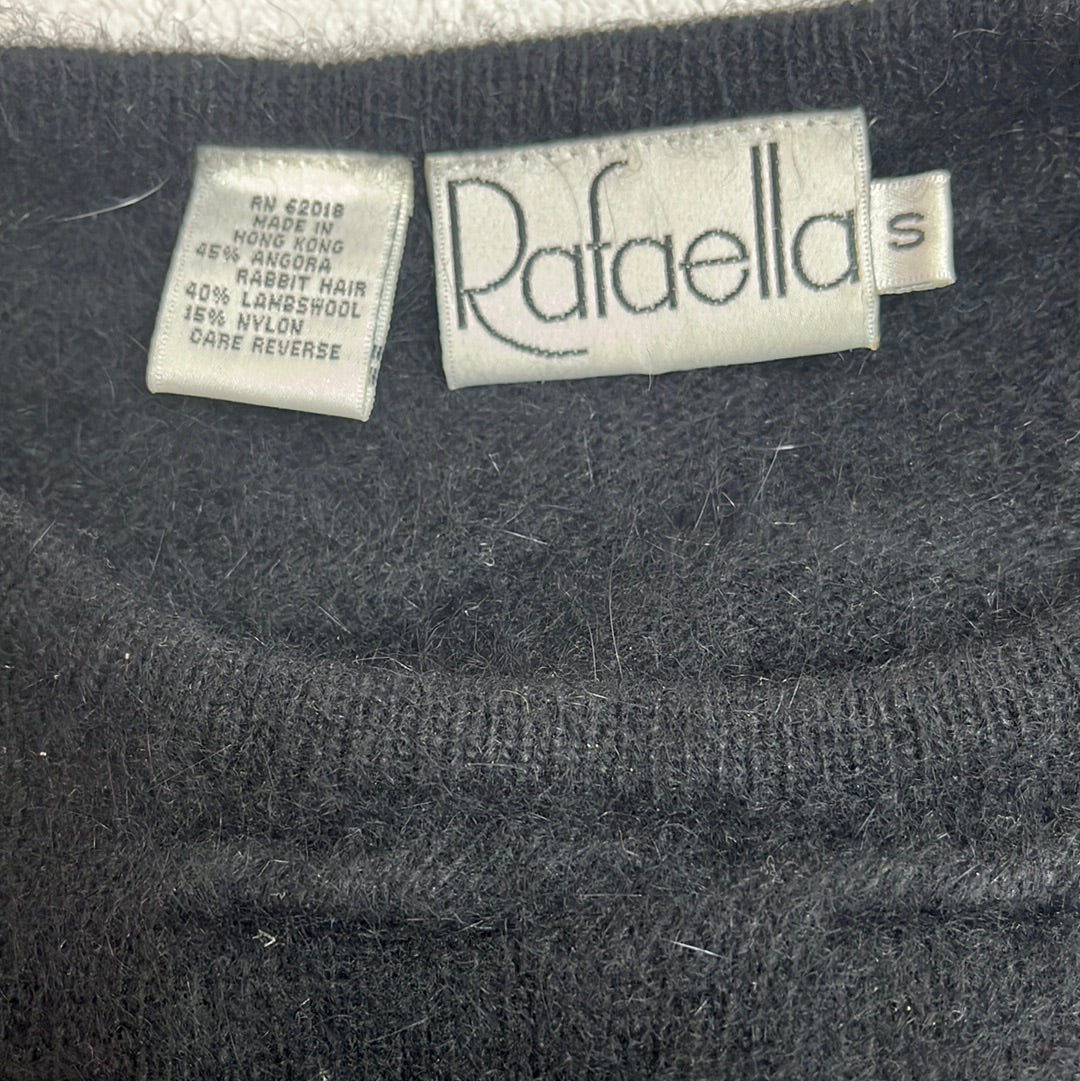 RN 62018
MADE IN
HONG KONG
45% ANGORA
RABBIT HAIR
40% LAMBSWOOL
15% NYLON
CARE REVERSE
Rafaella
S